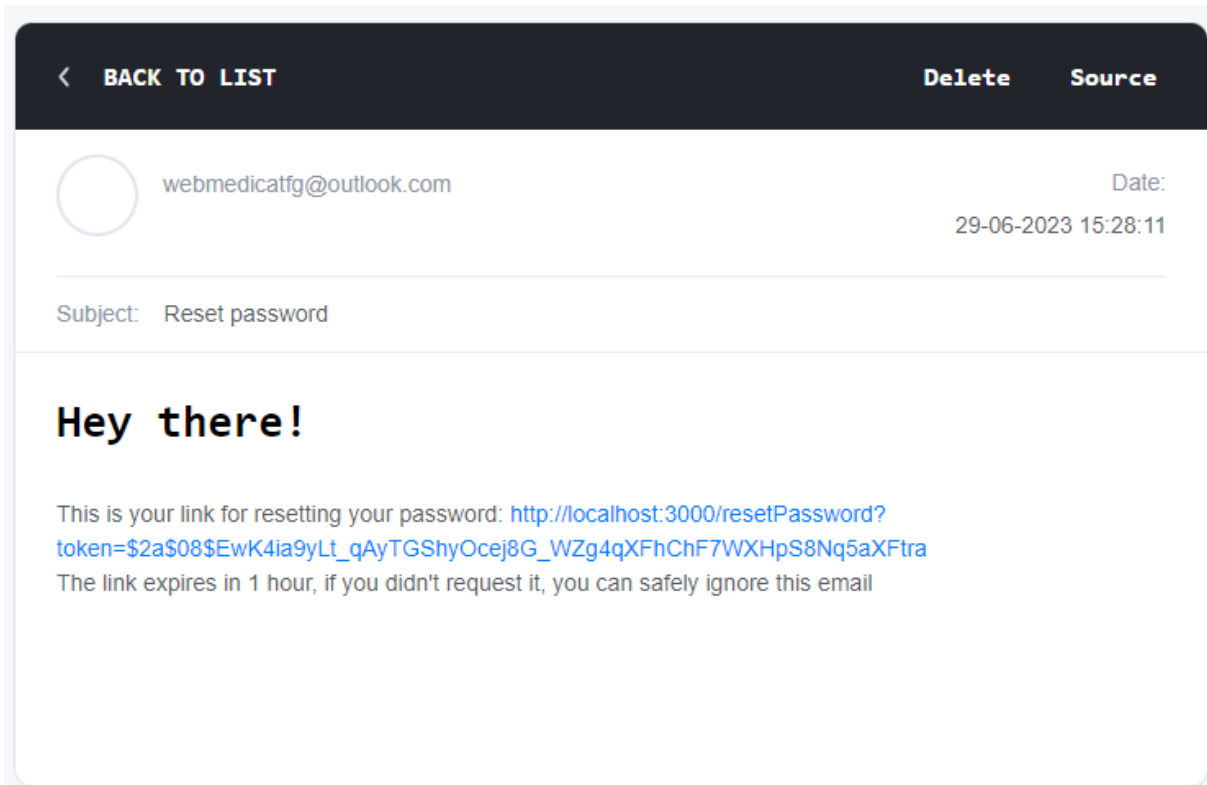 BACK TO LIST Delete Source
webmedicatfg@outlook.com
Date:
29-06-2023 15:28:11
Subject: Reset password
Hey there!
This is your link for resetting your password: http://localhost:3000/resetPassword?
token=$2a$08$EwK4ia9yLt_qAyTGShyOcej8G_WZg4qXFhChF7WXHpS8Nq5aXFtra
The link expires in 1 hour, if you didn't request it, you can safely ignore this email